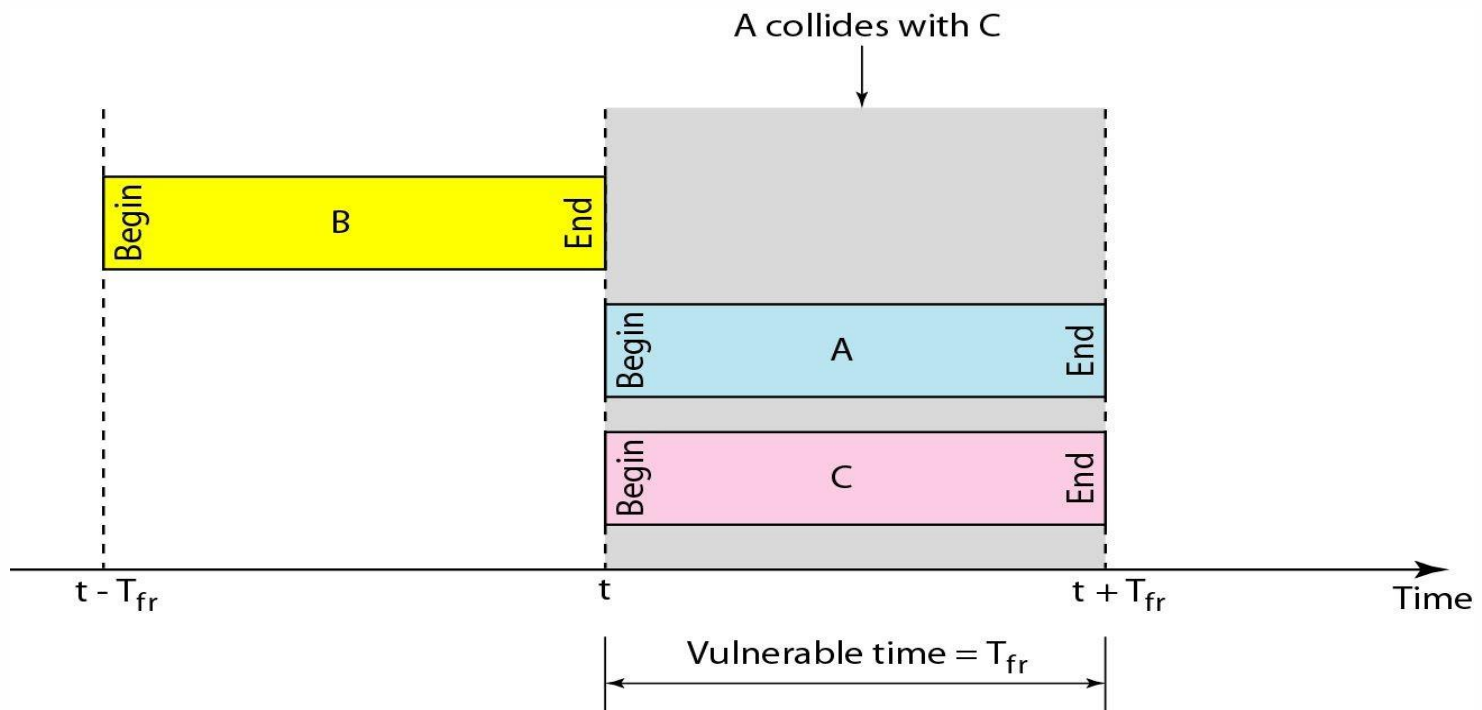 A collides with C
Begin B End
Begin A End
Begin C End
t - Tfr t t + Tfr
Time
Vulnerable time = Tfr